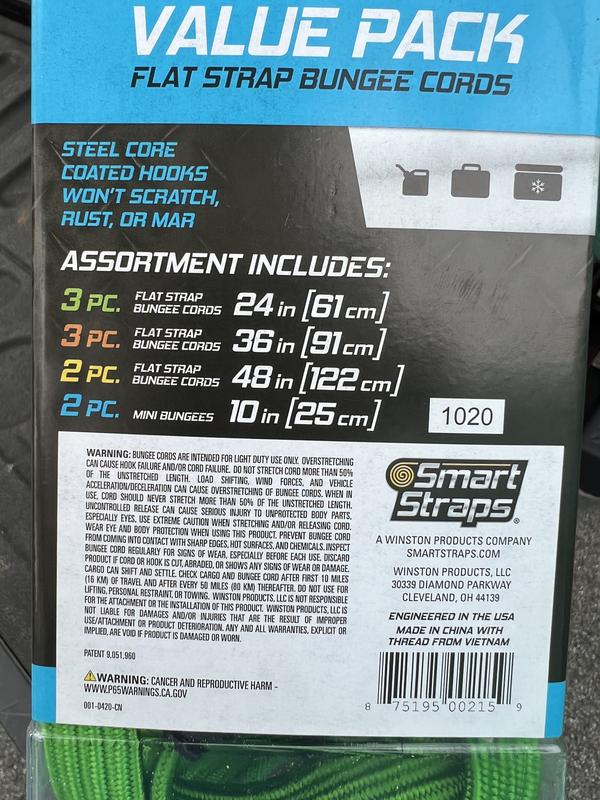 VALUE PACK
FLAT STRAP BUNGEE CORDS
STEEL CORE
COATED HOOKS
WON'T SCRATCH,
RUST, OR MAR
ASSORTMENT INCLUDES:
3 PC. FLAT STRAP BUNGEE CORDS 24 in [61 cm]
3 PC. FLAT STRAP BUNGEE CORDS 36 in [91 cm]
2 PC. FLAT STRAP BUNGEE CORDS 48 in [122 cm]
2 PC. MINI BUNGEES 10 in [25 cm]
1020
WARNING: BUNGEE CORDS ARE INTENDED FOR LIGHT DUTY USE ONLY. OVERSTRETCHING
CAN CAUSE HOOK FAILURE AND/OR CORD FAILURE. DO NOT STRETCH CORD MORE THAN 50%
OF THE UNSTRETCHED LENGTH. LOAD SHIFTING, WIND FORCES, AND VEHICLE
ACCELERATION/DECELERATION CAN CAUSE OVERSTRETCHING OF BUNGEE CORDS. WHEN IN
USE, CORD SHOULD NEVER STRETCH MORE THAN 50% OF THE UNSTRETCHED LENGTH.
UNCONTROLLED RELEASE CAN CAUSE SERIOUS INJURY TO UNPROTECTED BODY PARTS,
ESPECIALLY EYES. USE EXTREME CAUTION WHEN STRETCHING AND/OR RELEASING CORD.
WEAR EYE AND BODY PROTECTION WHEN USING THIS PRODUCT. PREVENT BUNGEE CORD
FROM COMING INTO CONTACT WITH SHARP EDGES, HOT SURFACES, AND CHEMICALS. INSPECT
BUNGEE CORD REGULARLY FOR SIGNS OF WEAR, ESPECIALLY BEFORE EACH USE. DISCARD
PRODUCT IF CORD OR HOOK IS CUT, ABRADED, OR SHOWS ANY SIGNS OF WEAR OR DAMAGE.
CARGO CAN SHIFT AND SETTLE. CHECK CARGO AND BUNGEE CORD AFTER FIRST 10 MILES
(16 KM) OF TRAVEL AND AFTER EVERY 50 MILES (80 KM) THEREAFTER. DO NOT USE FOR
LIFTING, PERSONAL RESTRAINT, OR TOWING. WINSTON PRODUCTS, LLC IS NOT RESPONSIBLE
FOR THE ATTACHMENT OR THE INSTALLATION OF THIS PRODUCT. WINSTON PRODUCTS, LLC IS
NOT LIABLE FOR DAMAGES AND/OR INJURIES THAT ARE THE RESULT OF IMPROPER
USE/ATTACHMENT OR PRODUCT DETERIORATION. ANY AND ALL WARRANTIES, EXPLICIT OR
IMPLIED, ARE VOID IF PRODUCT IS DAMAGED OR WORN.
PATENT 9,051,960
WARNING: CANCER AND REPRODUCTIVE HARM -
WWW.P65WARNINGS.CA.GOV
001-0420-CN
Smart
Straps®
A WINSTON PRODUCTS COMPANY
SMARTSTRAPS.COM
WINSTON PRODUCTS, LLC
30339 DIAMOND PARKWAY
CLEVELAND, OH 44139
ENGINEERED IN THE USA
MADE IN CHINA WITH
THREAD FROM VIETNAM
8 75195 00215 9